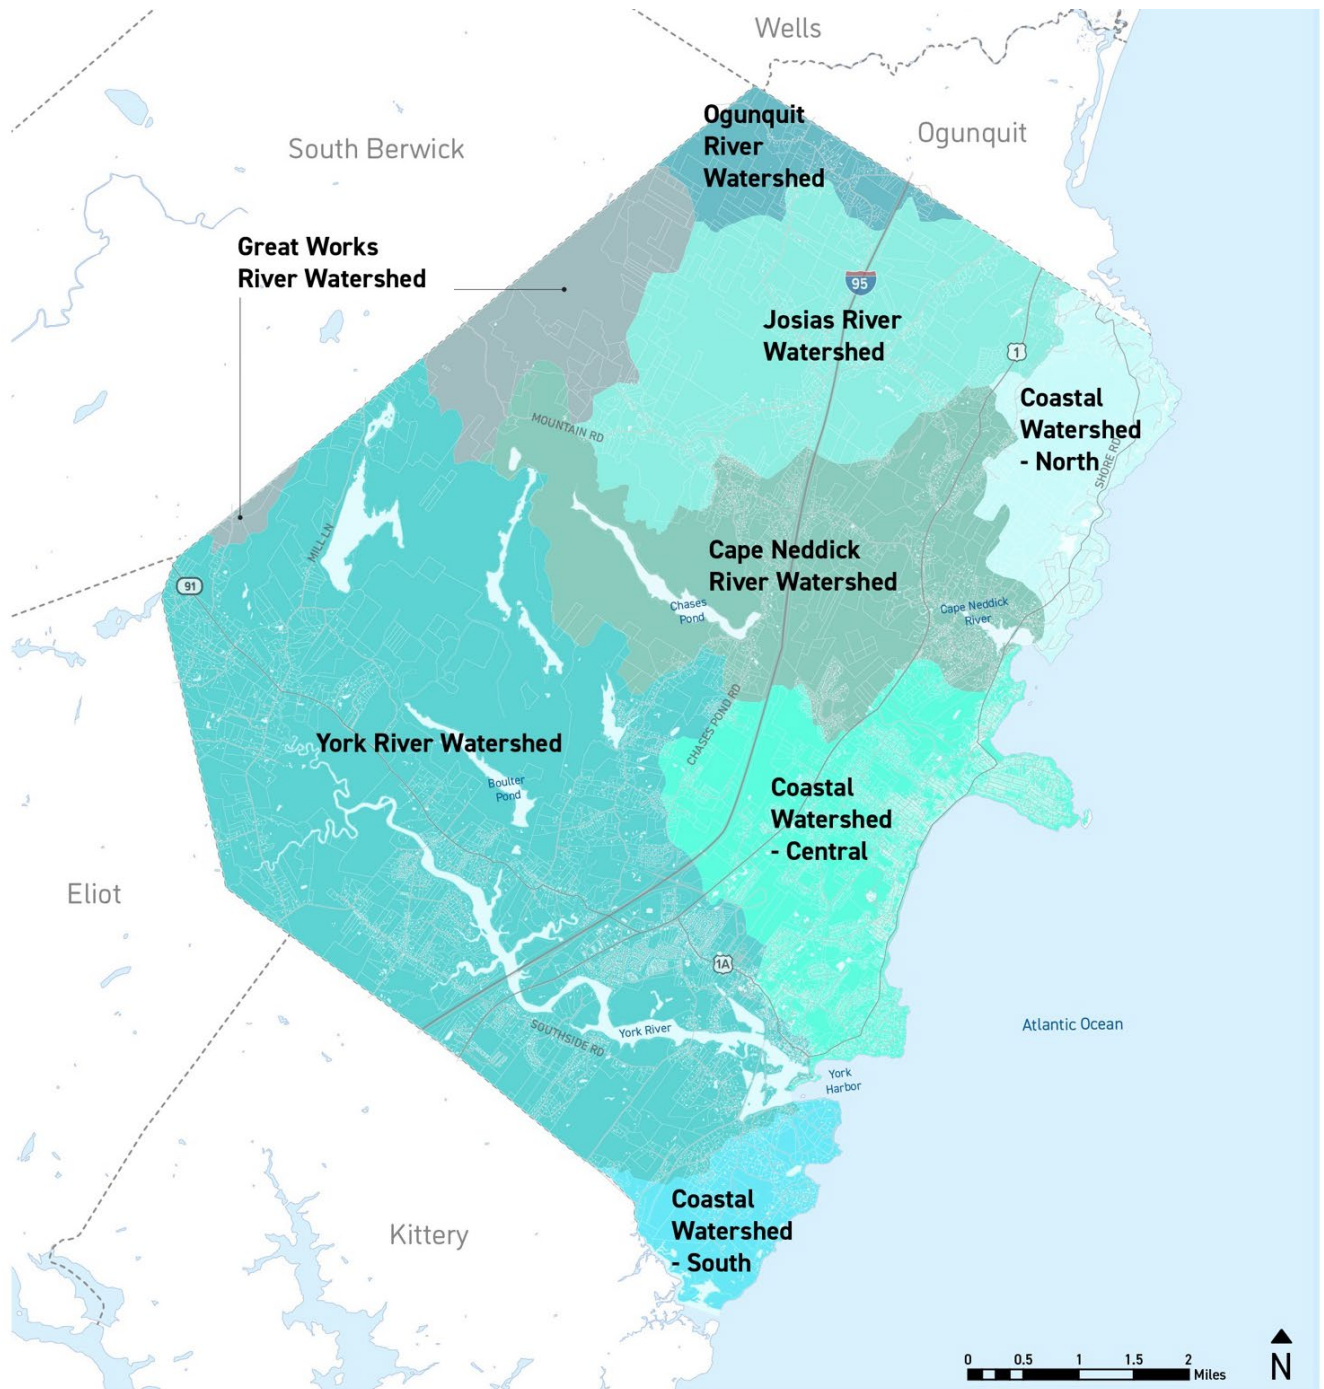 Wells
Ogunquit
River
Watershed
Ogunquit
South Berwick
Great Works
River Watershed
95
Josias River
Watershed
1
Coastal
Watershed
- North
MOUNTAIN RD
SHORE RD
MILL LN
Cape Neddick
River Watershed
91
Chases
Pond
Cape Neddick
River
CHASES POND RD
York River Watershed
Boulter
Pond
Coastal
Watershed
- Central
Eliot
1A
Atlantic Ocean
York River
SOUTHSIDE RD
York
Harbor
Coastal
Watershed
- South
Kittery
0 0.5 1 1.5 2
Miles
N